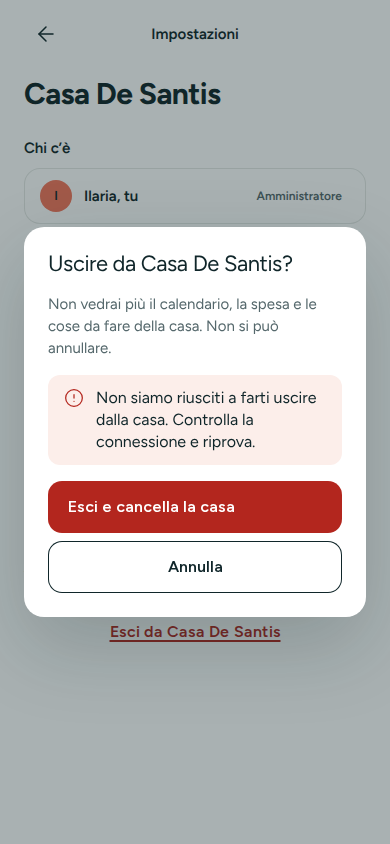 Impostazioni
Casa De Santis
Chi c’è
I
Ilaria, tu
Amministratore
Uscire da Casa De Santis?
Non vedrai più il calendario, la spesa e le
cose da fare della casa. Non si può
annullare.
Non siamo riusciti a farti uscire
dalla casa. Controlla la
connessione e riprova.
Esci e cancella la casa
Annulla
Esci da Casa De Santis